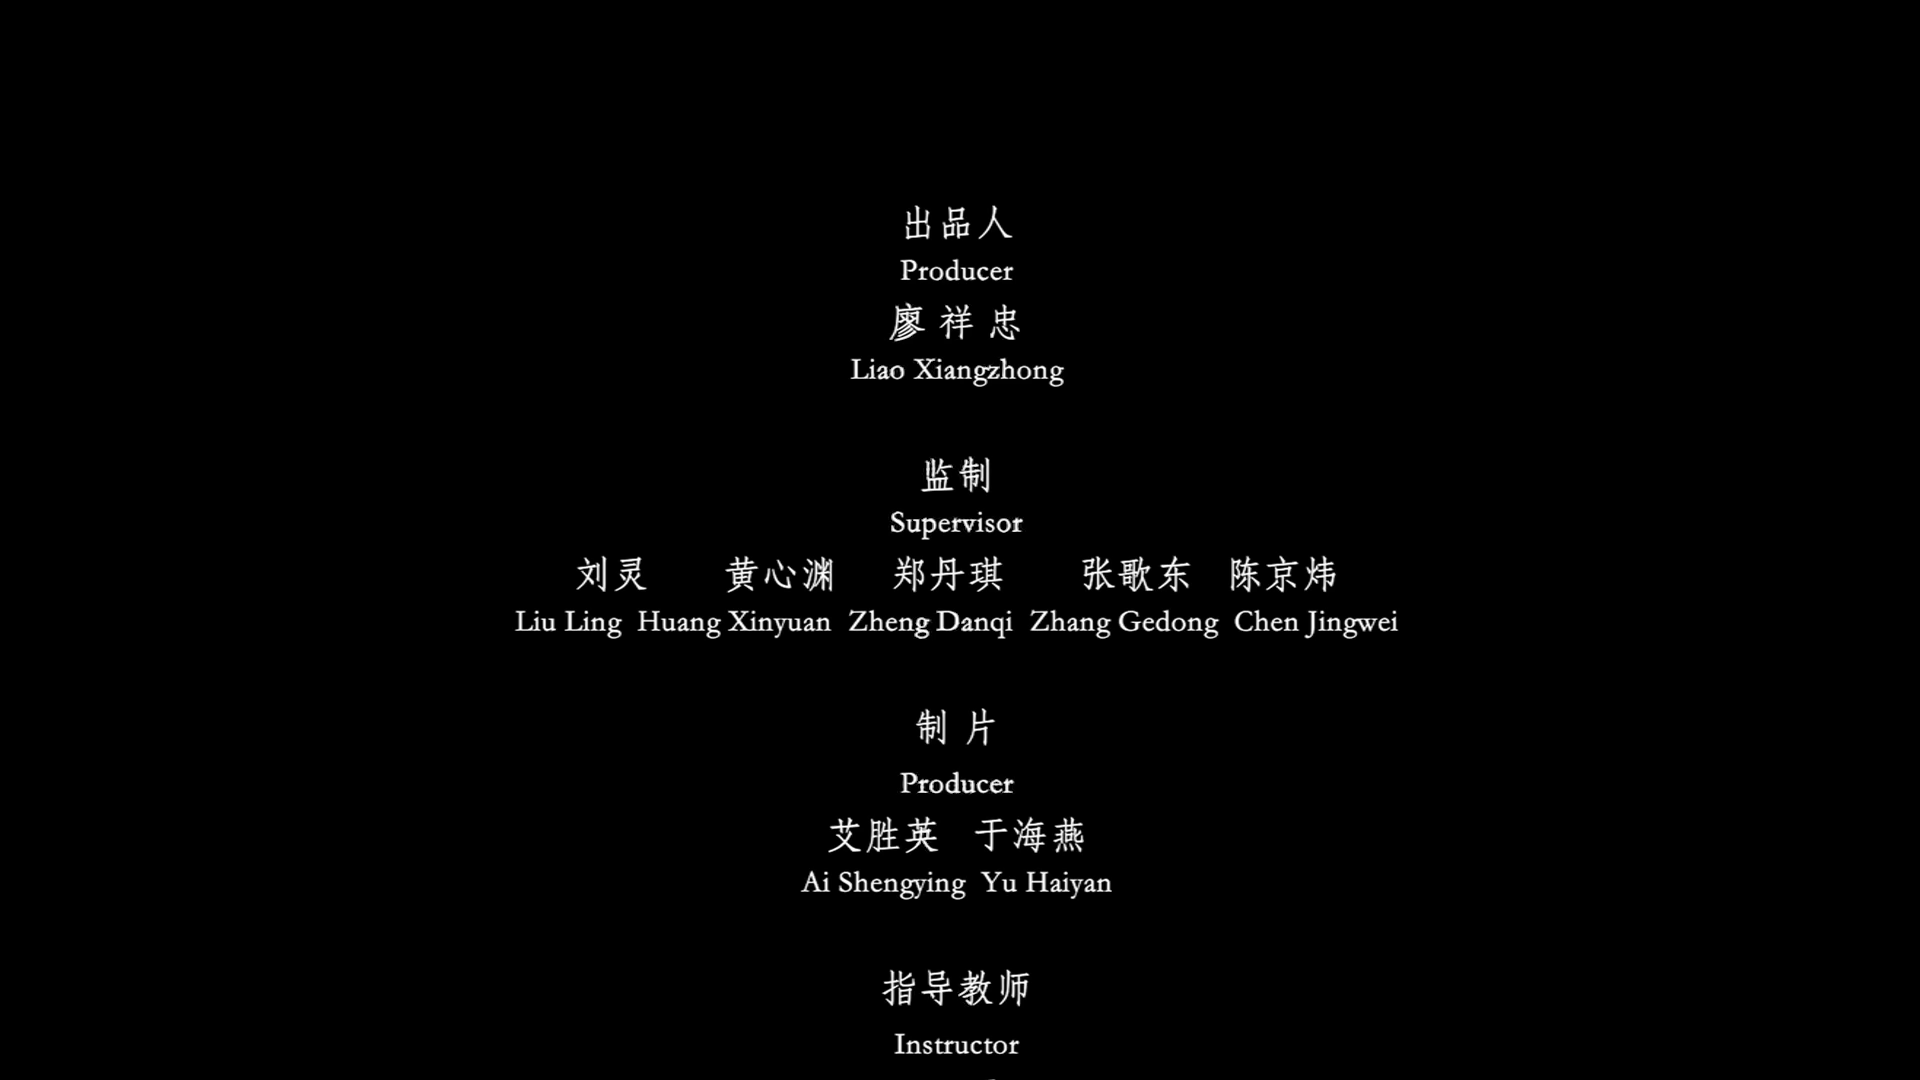 出品人
Producer
廖祥忠
Liao Xiangzhong
监制
Supervisor
刘灵 黄心渊 郑丹琪 张歌东 陈京炜
Liu Ling Huang Xinyuan Zheng Danqi Zhang Gedong Chen Jingwei
制片
Producer
艾胜英 于海燕
Ai Shengying Yu Haiyan
指导教师
Instructor